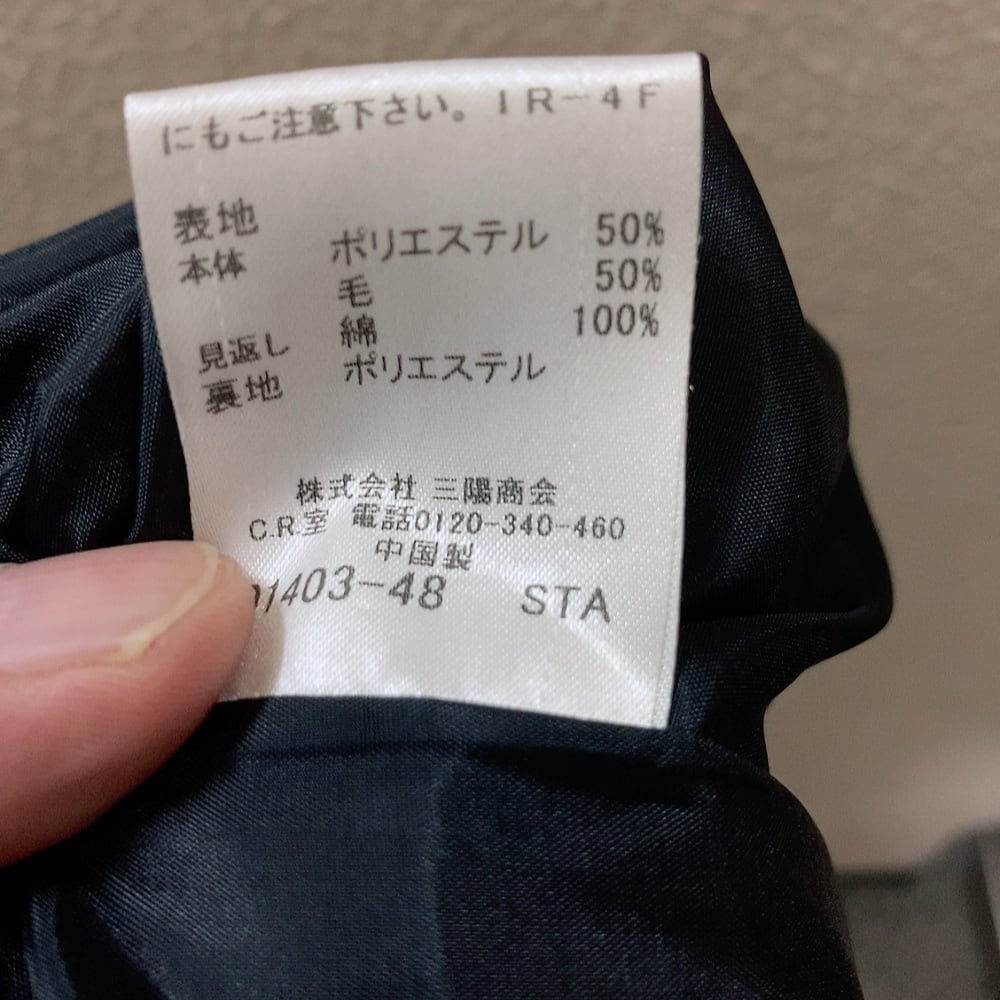 にもご注意下さい。IR-4F
表地
本体 ポリエステル 50%
毛 50%
見返し 綿 100%
裏地 ポリエステル
株式会社 三陽商会
C.R.室 電話0120-340-460
中国製
01403-48 STA